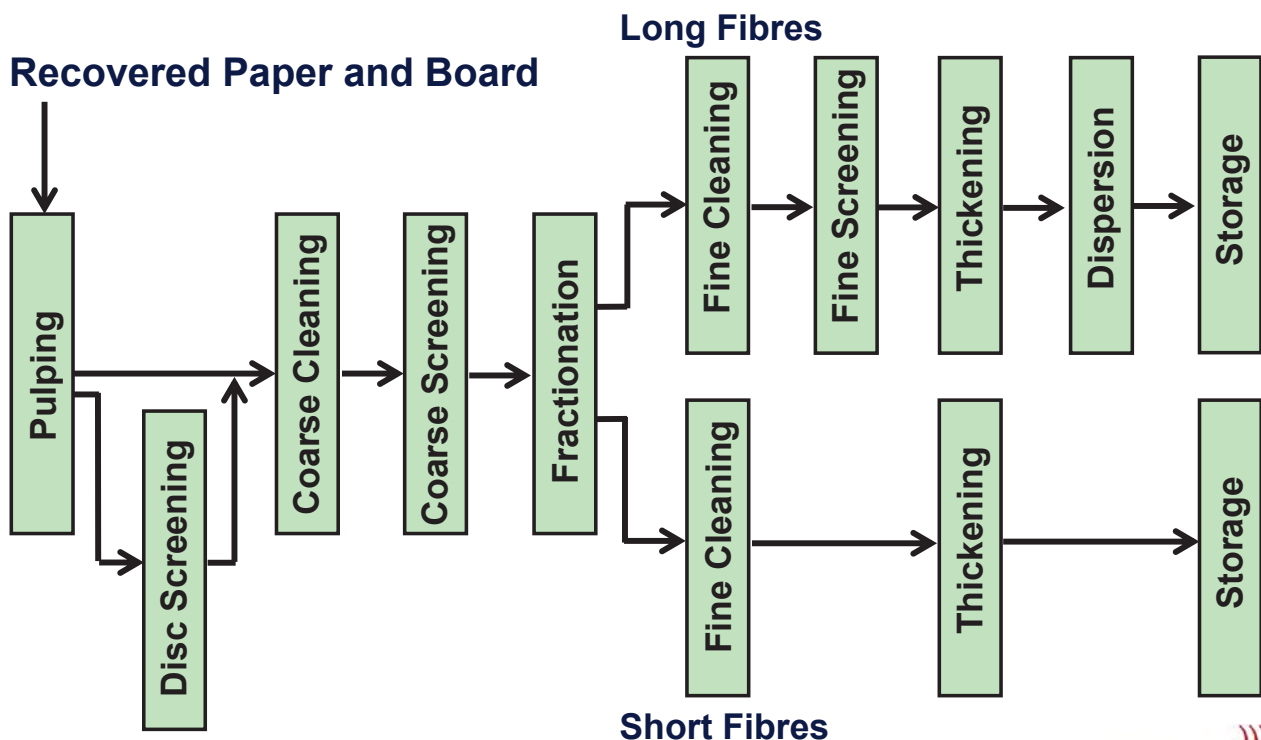 Long Fibres
Recovered Paper and Board
Pulping
Disc Screening
Coarse Cleaning
Coarse Screening
Fractionation
Fine Cleaning
Fine Screening
Thickening
Dispersion
Storage
Fine Cleaning
Thickening
Storage
Short Fibres